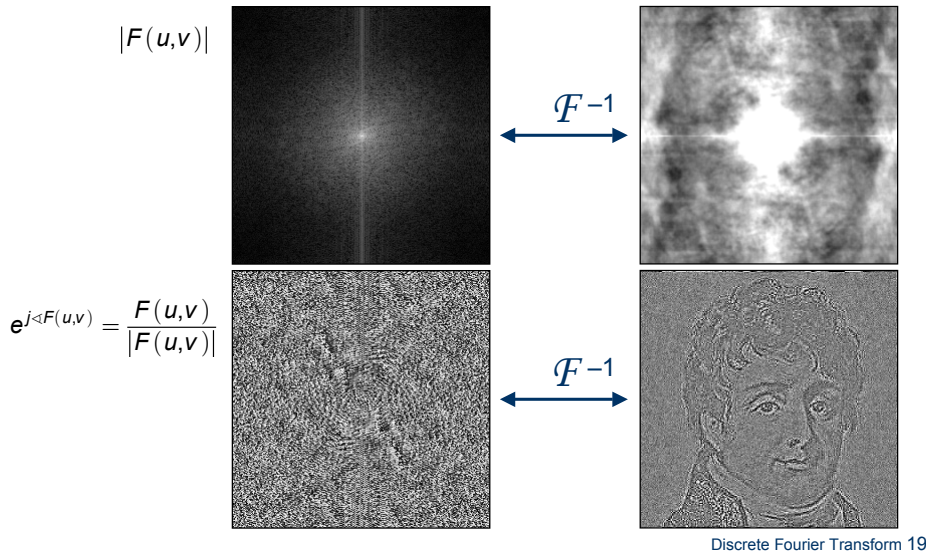 |F(u,v)|
ℱ⁻¹
e^{j∢F(u,v)} = F(u,v) / |F(u,v)|
ℱ⁻¹
Discrete Fourier Transform 19